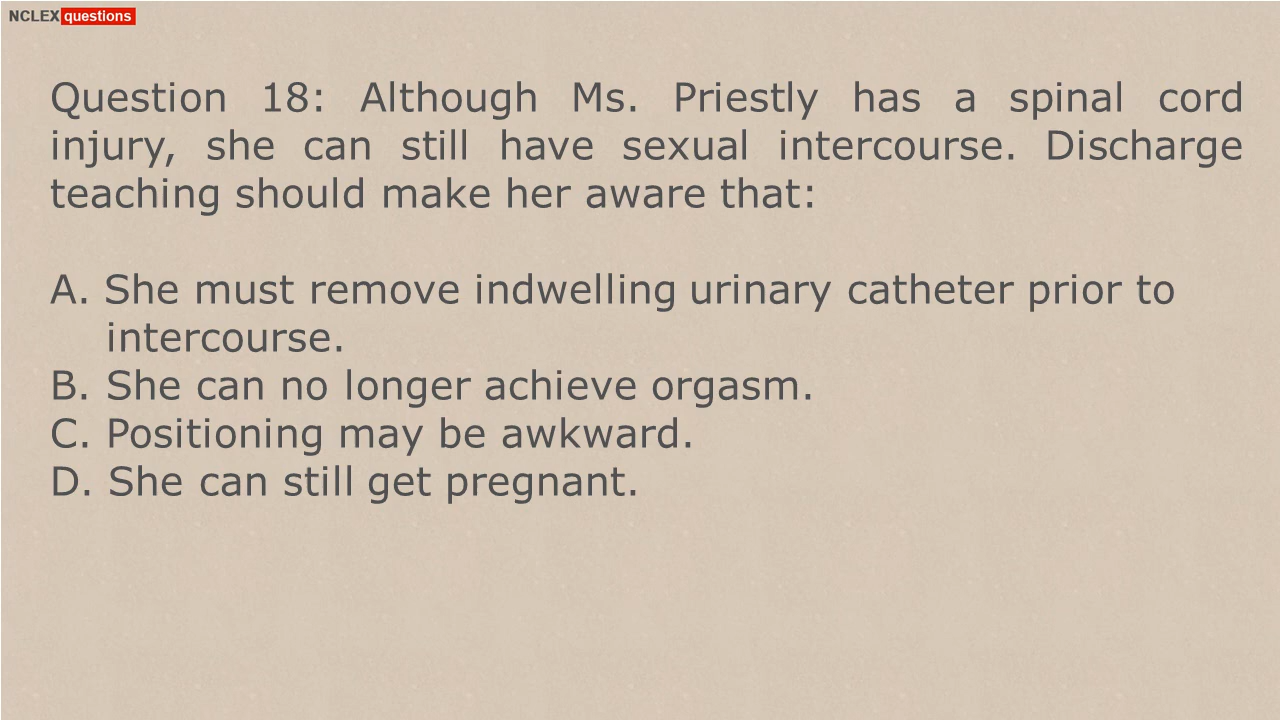 NCLEX questions
Question 18: Although Ms. Priestly has a spinal cord
injury, she can still have sexual intercourse. Discharge
teaching should make her aware that:
A. She must remove indwelling urinary catheter prior to
intercourse.
B. She can no longer achieve orgasm.
C. Positioning may be awkward.
D. She can still get pregnant.